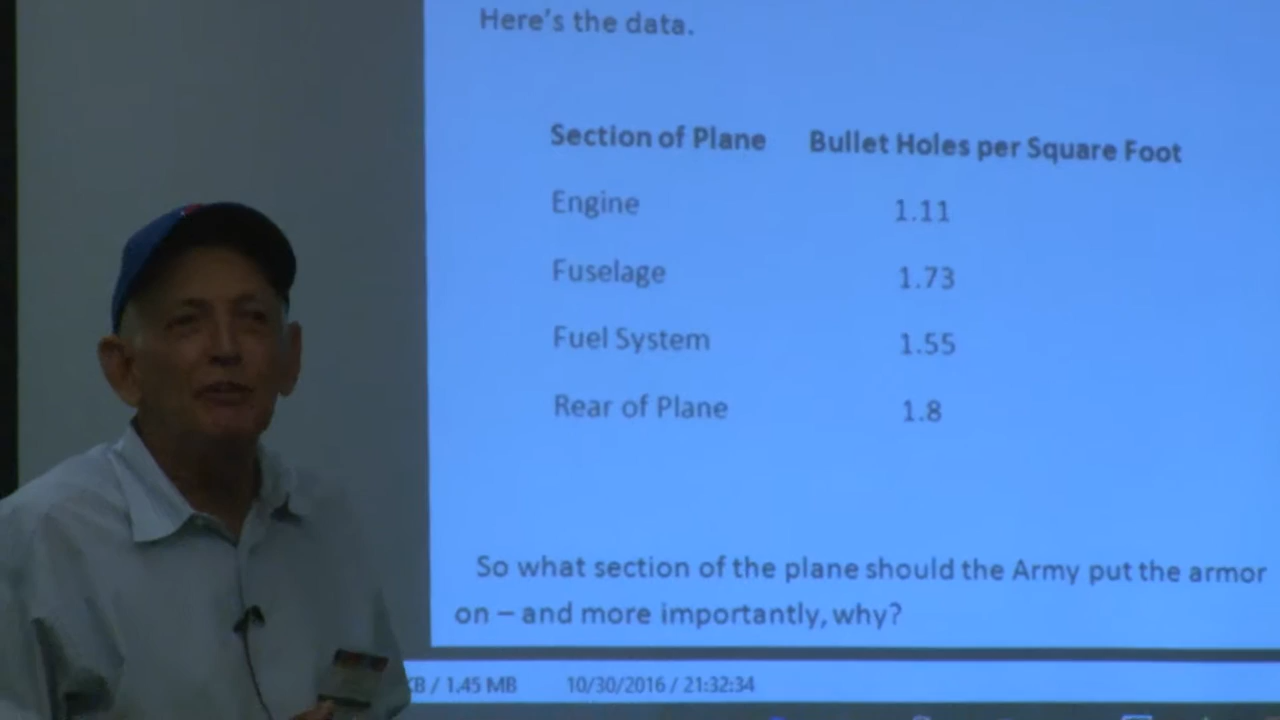 Here's the data.
Section of Plane Bullet Holes per Square Foot
Engine 1.11
Fuselage 1.73
Fuel System 1.55
Rear of Plane 1.8
So what section of the plane should the Army put the armor
on – and more importantly, why?
KB / 1.45 MB 10/30/2016 / 21:32:34